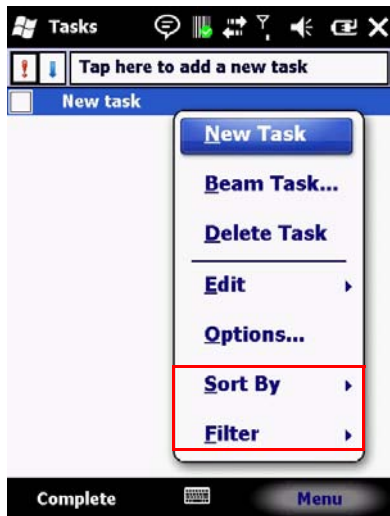 Tasks
Tap here to add a new task
New task
New Task
Beam Task...
Delete Task
Edit
Options...
Sort By
Filter
Complete
Menu